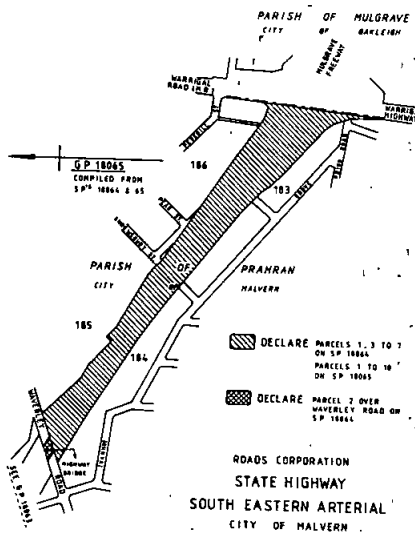 PARISH OF MULGRAVE
CITY OF OAKLEIGH
MULGRAVE
FREEWAY
WARRIGAL
ROAD
WARRIGAL
HIGHWAY
G P 18065
COMPILED FROM
SPˢ 18064 & 65
186
183
PARISH OF PRAHRAN
CITY MALVERN
185
184
DECLARE PARCELS 1, 3 TO 7
ON SP 18064
PARCELS 1 TO 10
ON SP 18065
DECLARE PARCEL 2 OVER
WAVERLEY ROAD ON
SP 18064
WAVERLEY
ROAD
HIGHWAY
BRIDGE
SEE G.P. 18063
ROADS CORPORATION
STATE HIGHWAY
SOUTH EASTERN ARTERIAL
CITY OF MALVERN